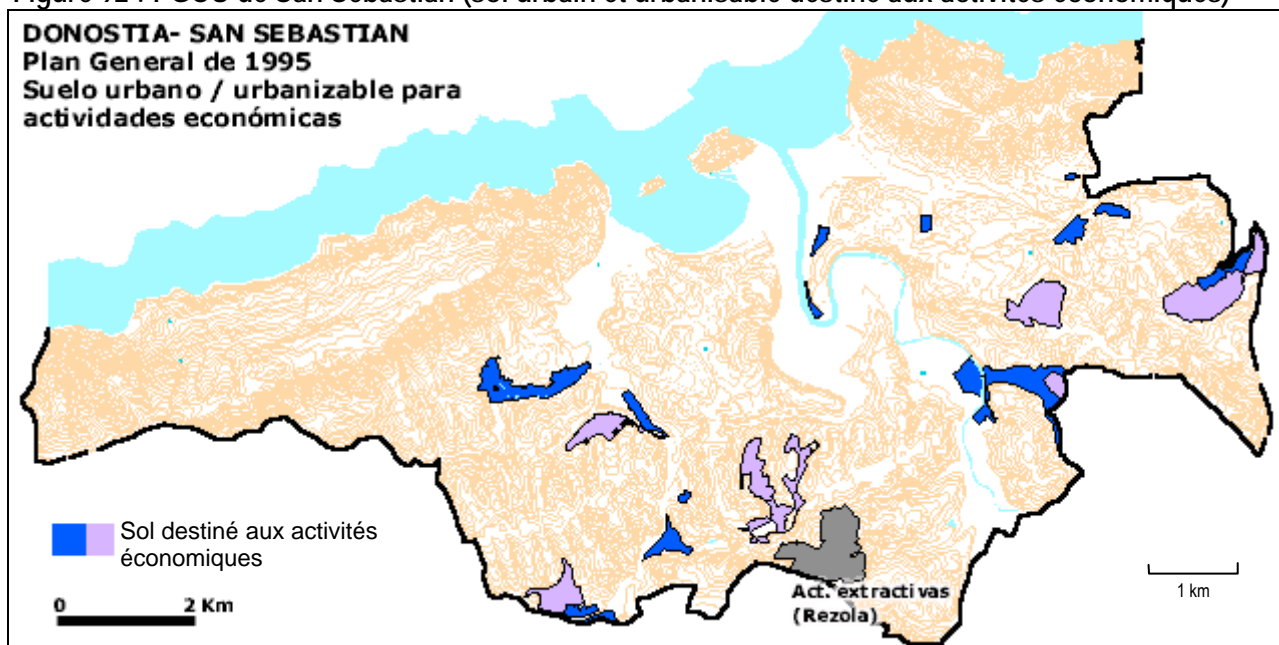 DONOSTIA- SAN SEBASTIAN
Plan General de 1995
Suelo urbano / urbanizable para
actividades económicas
Sol destiné aux activités
économiques
0 2 Km
Act. extractivas
(Rezola)
1 km